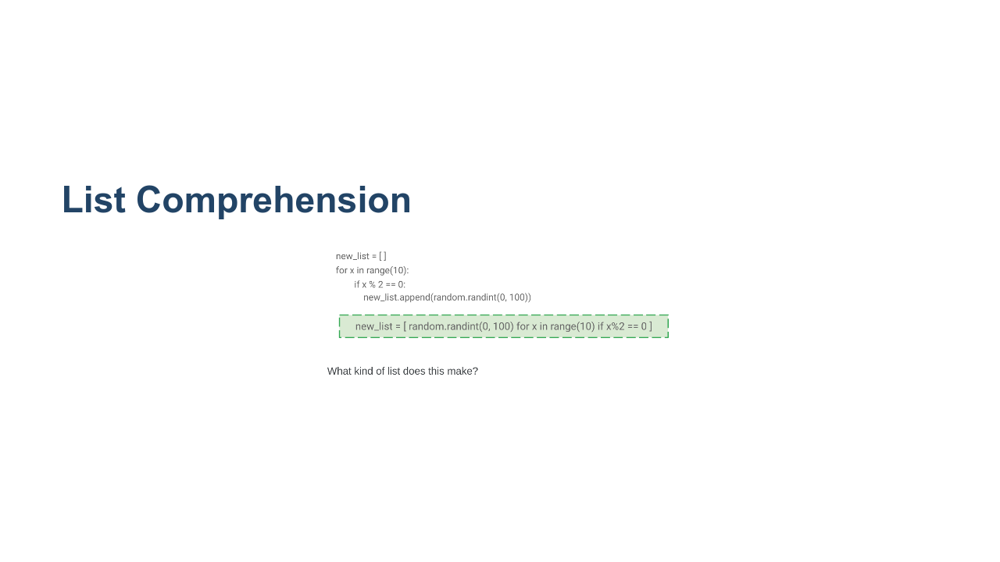 List Comprehension
new_list = [ ]
for x in range(10):
if x % 2 == 0:
new_list.append(random.randint(0, 100))
new_list = [ random.randint(0, 100) for x in range(10) if x%2 == 0 ]
What kind of list does this make?